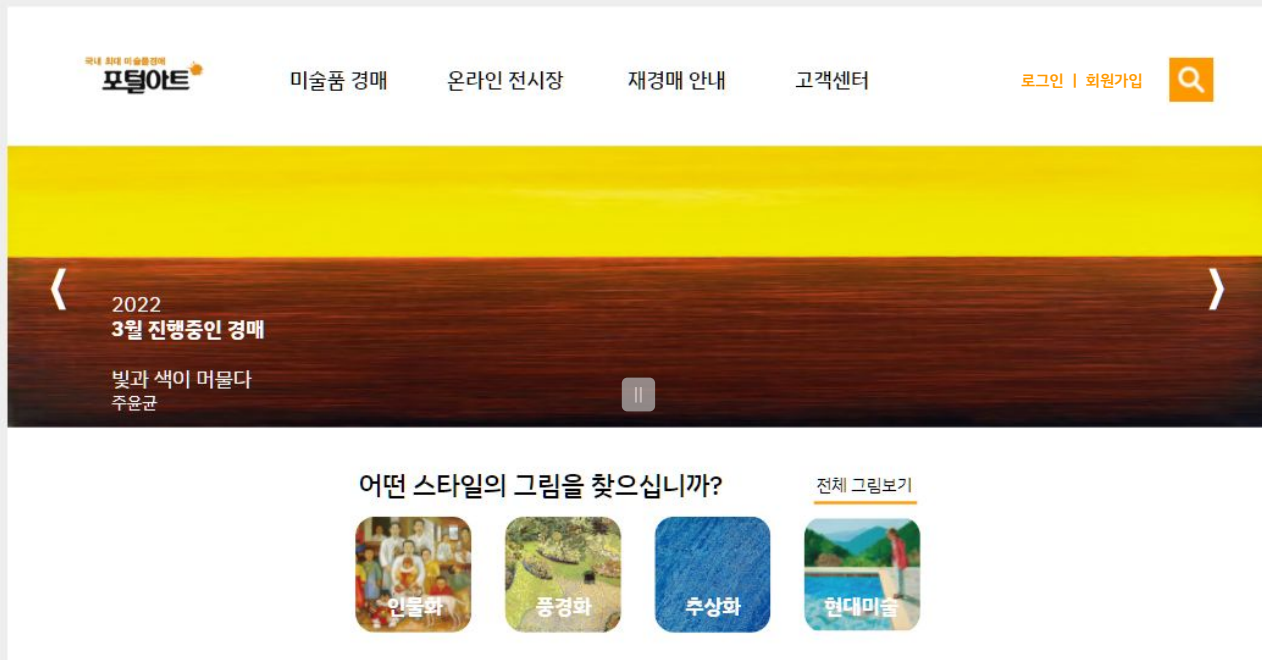 국내 최대 미술품경매
포털아트
미술품 경매
온라인 전시장
재경매 안내
고객센터
로그인 | 회원가입
2022
3월 진행중인 경매
빛과 색이 머물다
주윤균
어떤 스타일의 그림을 찾으십니까?
전체 그림보기
인물화
풍경화
추상화
현대미술